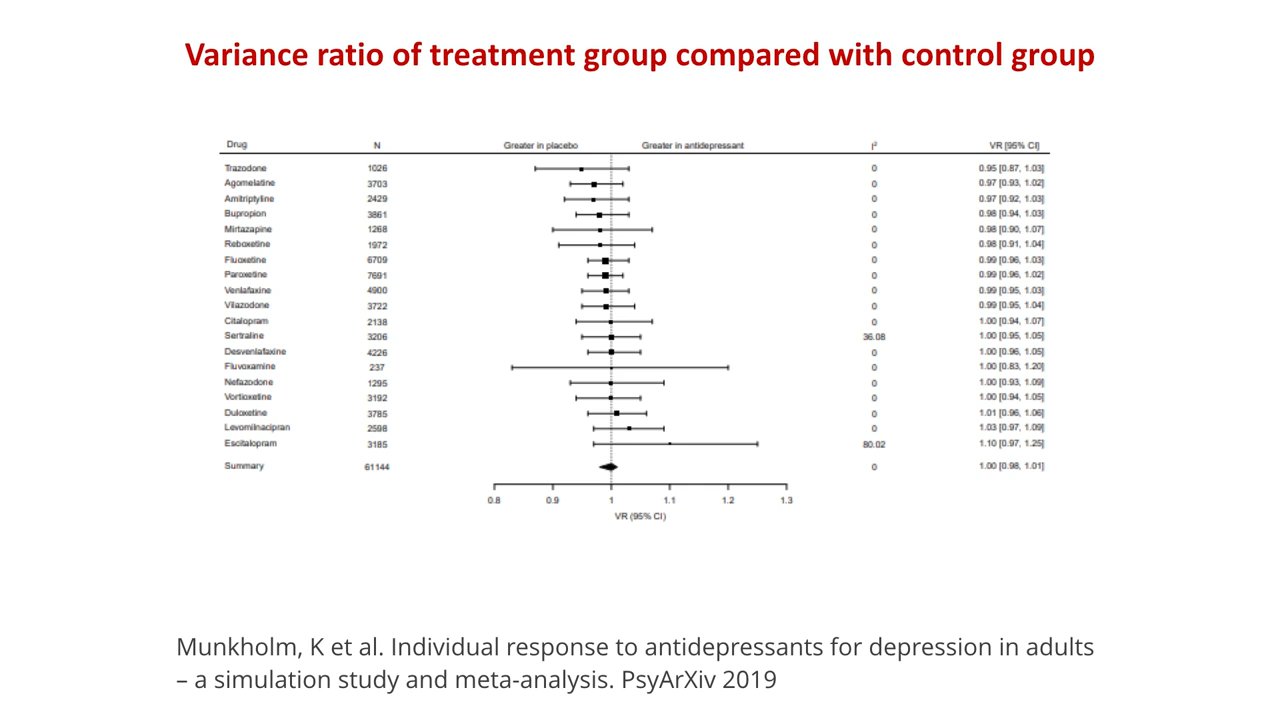 Variance ratio of treatment group compared with control group
Drug N Greater in placebo Greater in antidepressant I² VR [95% CI]
Trazodone 1026 0 0.95 [0.87, 1.03]
Agomelatine 3703 0 0.97 [0.93, 1.02]
Amitriptyline 2429 0 0.97 [0.92, 1.03]
Bupropion 3861 0 0.98 [0.94, 1.03]
Mirtazapine 1268 0 0.98 [0.90, 1.07]
Reboxetine 1972 0 0.98 [0.91, 1.04]
Fluoxetine 6709 0 0.99 [0.96, 1.03]
Paroxetine 7691 0 0.99 [0.96, 1.02]
Venlafaxine 4900 0 0.99 [0.95, 1.03]
Vilazodone 3722 0 0.99 [0.95, 1.04]
Citalopram 2138 0 1.00 [0.94, 1.07]
Sertraline 3206 36.08 1.00 [0.95, 1.05]
Desvenlafaxine 4226 0 1.00 [0.96, 1.05]
Fluvoxamine 237 0 1.00 [0.83, 1.20]
Nefazodone 1295 0 1.00 [0.93, 1.09]
Vortioxetine 3192 0 1.00 [0.94, 1.05]
Duloxetine 3785 0 1.01 [0.96, 1.06]
Levomilnacipran 2598 0 1.03 [0.97, 1.09]
Escitalopram 3185 80.02 1.10 [0.97, 1.25]
Summary 61144 0 1.00 [0.98, 1.01]
0.8 0.9 1 1.1 1.2 1.3
VR (95% CI)
Munkholm, K et al. Individual response to antidepressants for depression in adults
– a simulation study and meta-analysis. PsyArXiv 2019